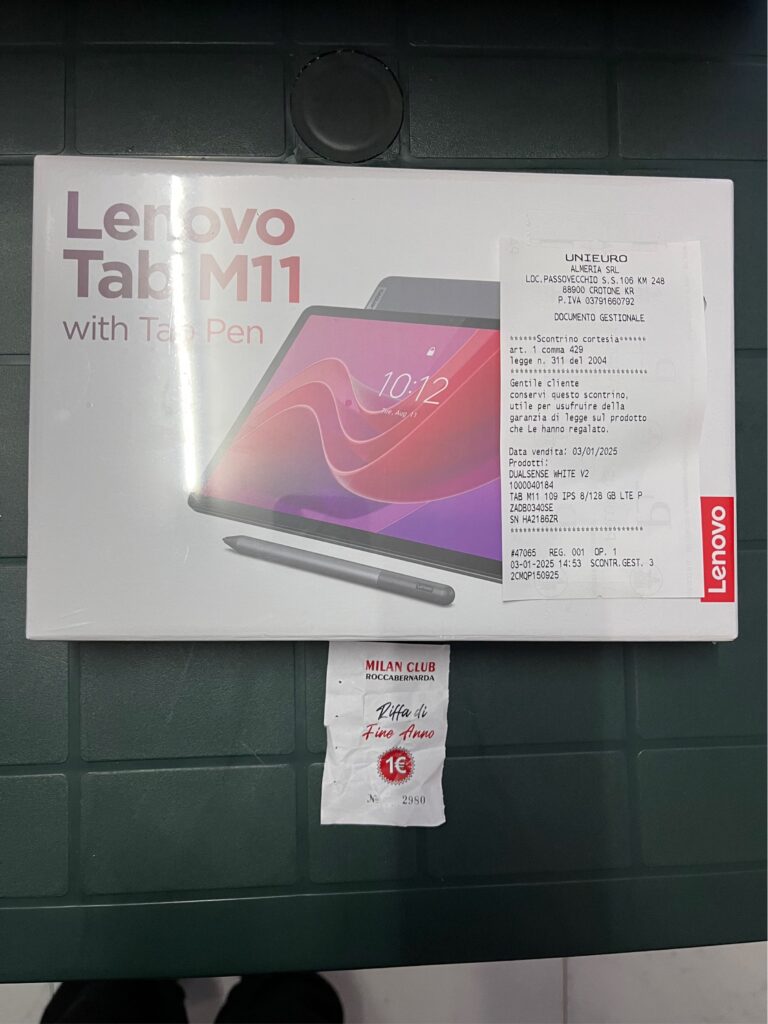 Lenovo
Tab M11
with Tab Pen
10:12
Tue, Aug 11
Lenovo
UNIEURO
ALMERIA SRL
LOC.PASSOVECCHIO S.S.106 KM 248
88900 CROTONE KR
P.IVA 03791660792
DOCUMENTO GESTIONALE
******Scontrino cortesia******
art. 1 comma 429
legge n. 311 del 2004
******************************
Gentile cliente
conservi questo scontrino,
utile per usufruire della
garanzia di legge sul prodotto
che Le hanno regalato.
Data vendita: 03/01/2025
Prodotti:
DUALSENSE WHITE V2
1000040184
TAB M11 109 IPS 8/128 GB LTE P
ZADB0340SE
SN HA2186ZR
******************************
#47065 REG. 001 OP. 1
03-01-2025 14:53 SCONTR.GEST. 3
2CMQP150925
Lenovo
MILAN CLUB
ROCCABERNARDA
Riffa di
Fine Anno
1€
№ 2980